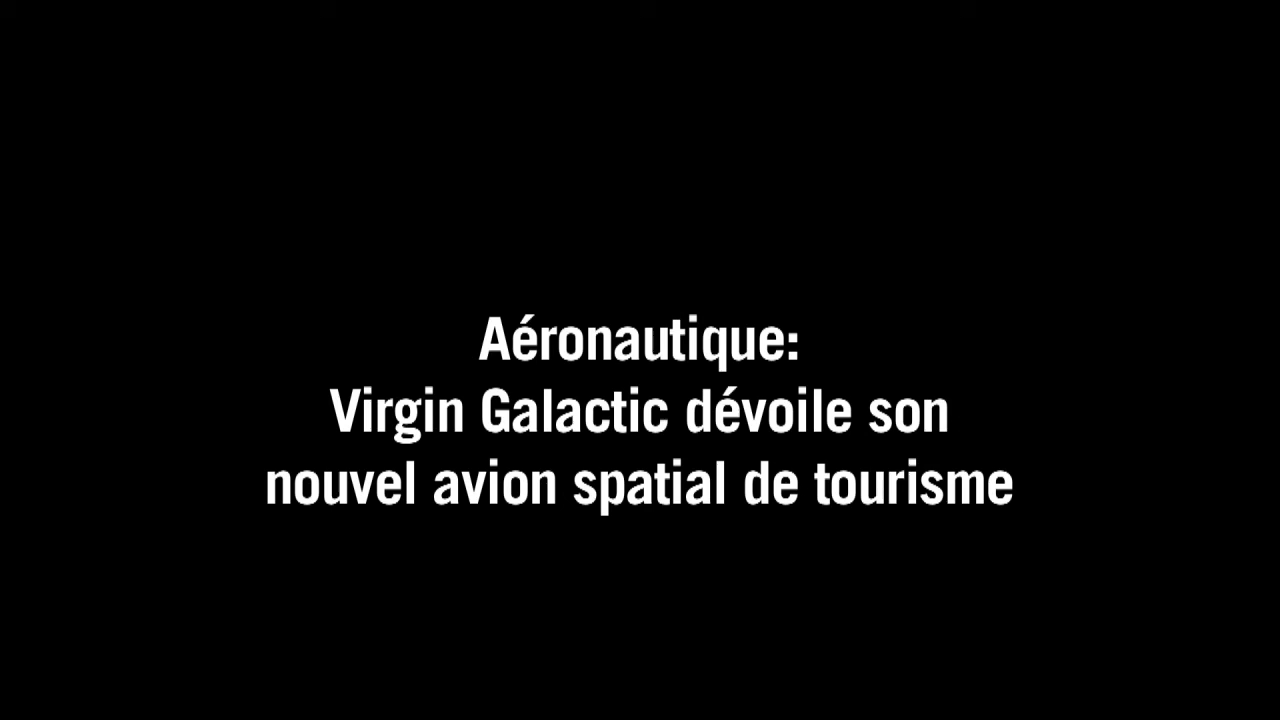 Aéronautique:
Virgin Galactic dévoile son
nouvel avion spatial de tourisme